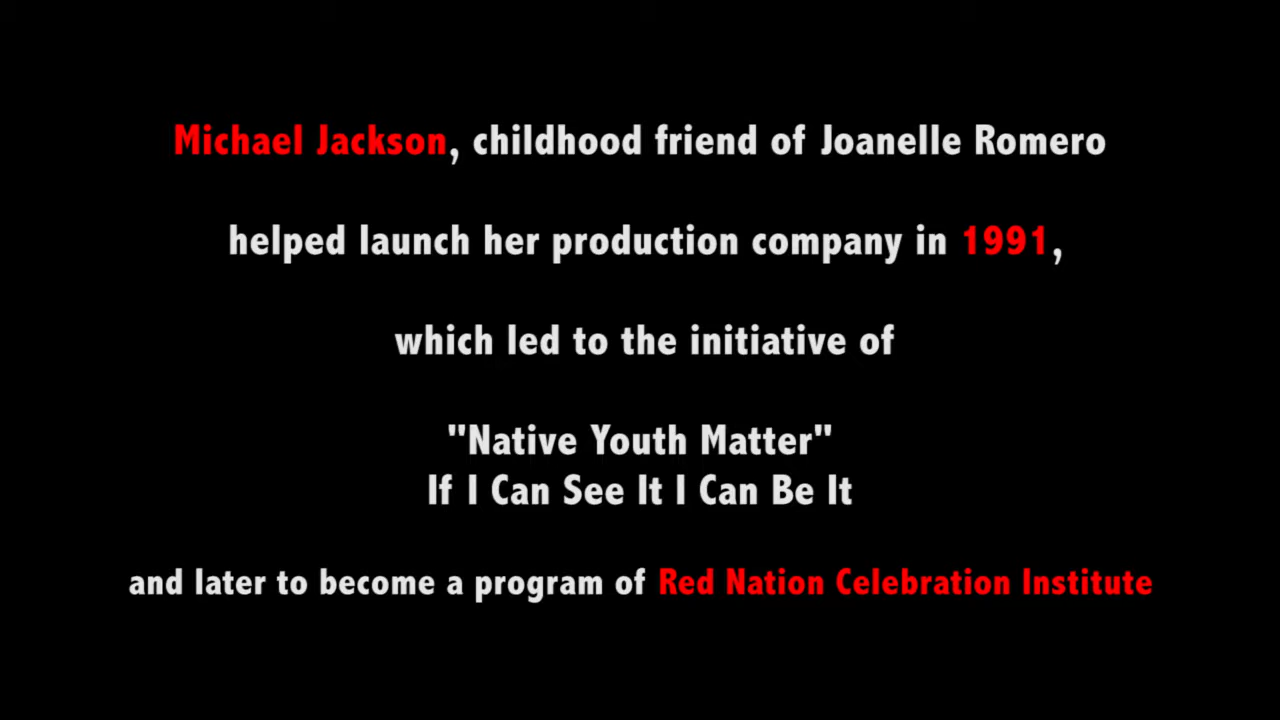 Michael Jackson, childhood friend of Joanelle Romero
helped launch her production company in 1991,
which led to the initiative of
"Native Youth Matter"
If I Can See It I Can Be It
and later to become a program of Red Nation Celebration Institute